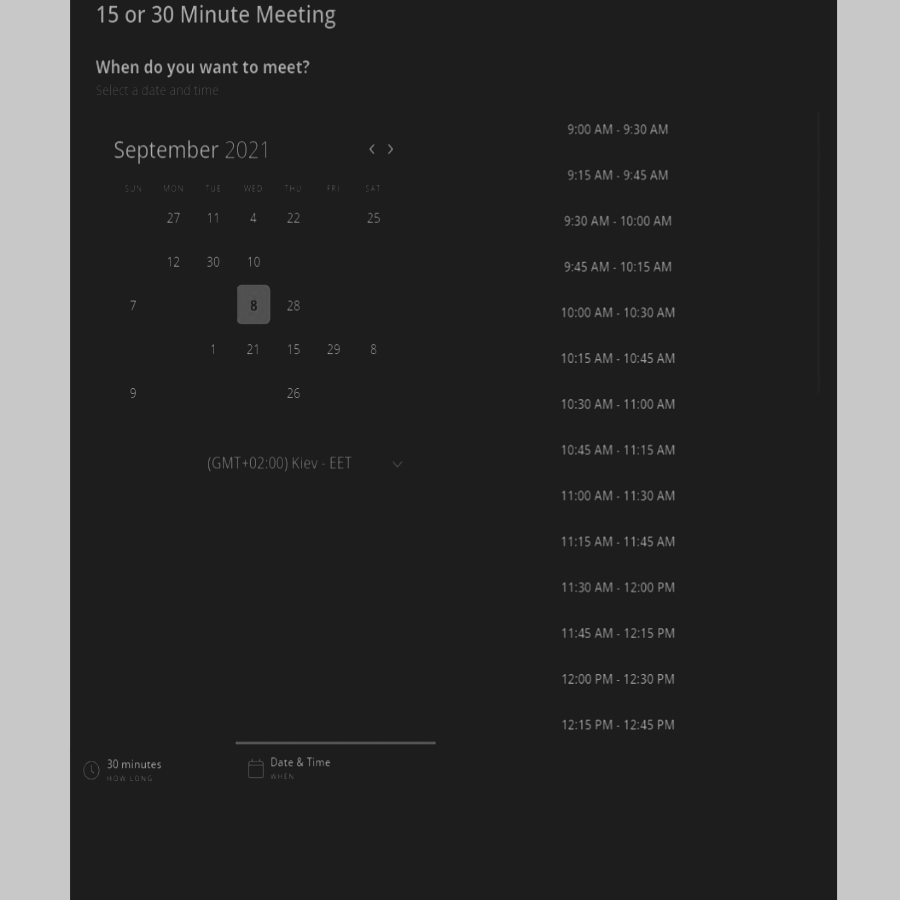 15 or 30 Minute Meeting
When do you want to meet?
Select a date and time
September 2021
SUN MON TUE WED THU FRI SAT
27 11 4 22 25
12 30 10
7 8 28
1 21 15 29 8
9 26
(GMT+02:00) Kiev - EET
9:00 AM - 9:30 AM
9:15 AM - 9:45 AM
9:30 AM - 10:00 AM
9:45 AM - 10:15 AM
10:00 AM - 10:30 AM
10:15 AM - 10:45 AM
10:30 AM - 11:00 AM
10:45 AM - 11:15 AM
11:00 AM - 11:30 AM
11:15 AM - 11:45 AM
11:30 AM - 12:00 PM
11:45 AM - 12:15 PM
12:00 PM - 12:30 PM
12:15 PM - 12:45 PM
30 minutes
HOW LONG
Date & Time
WHEN